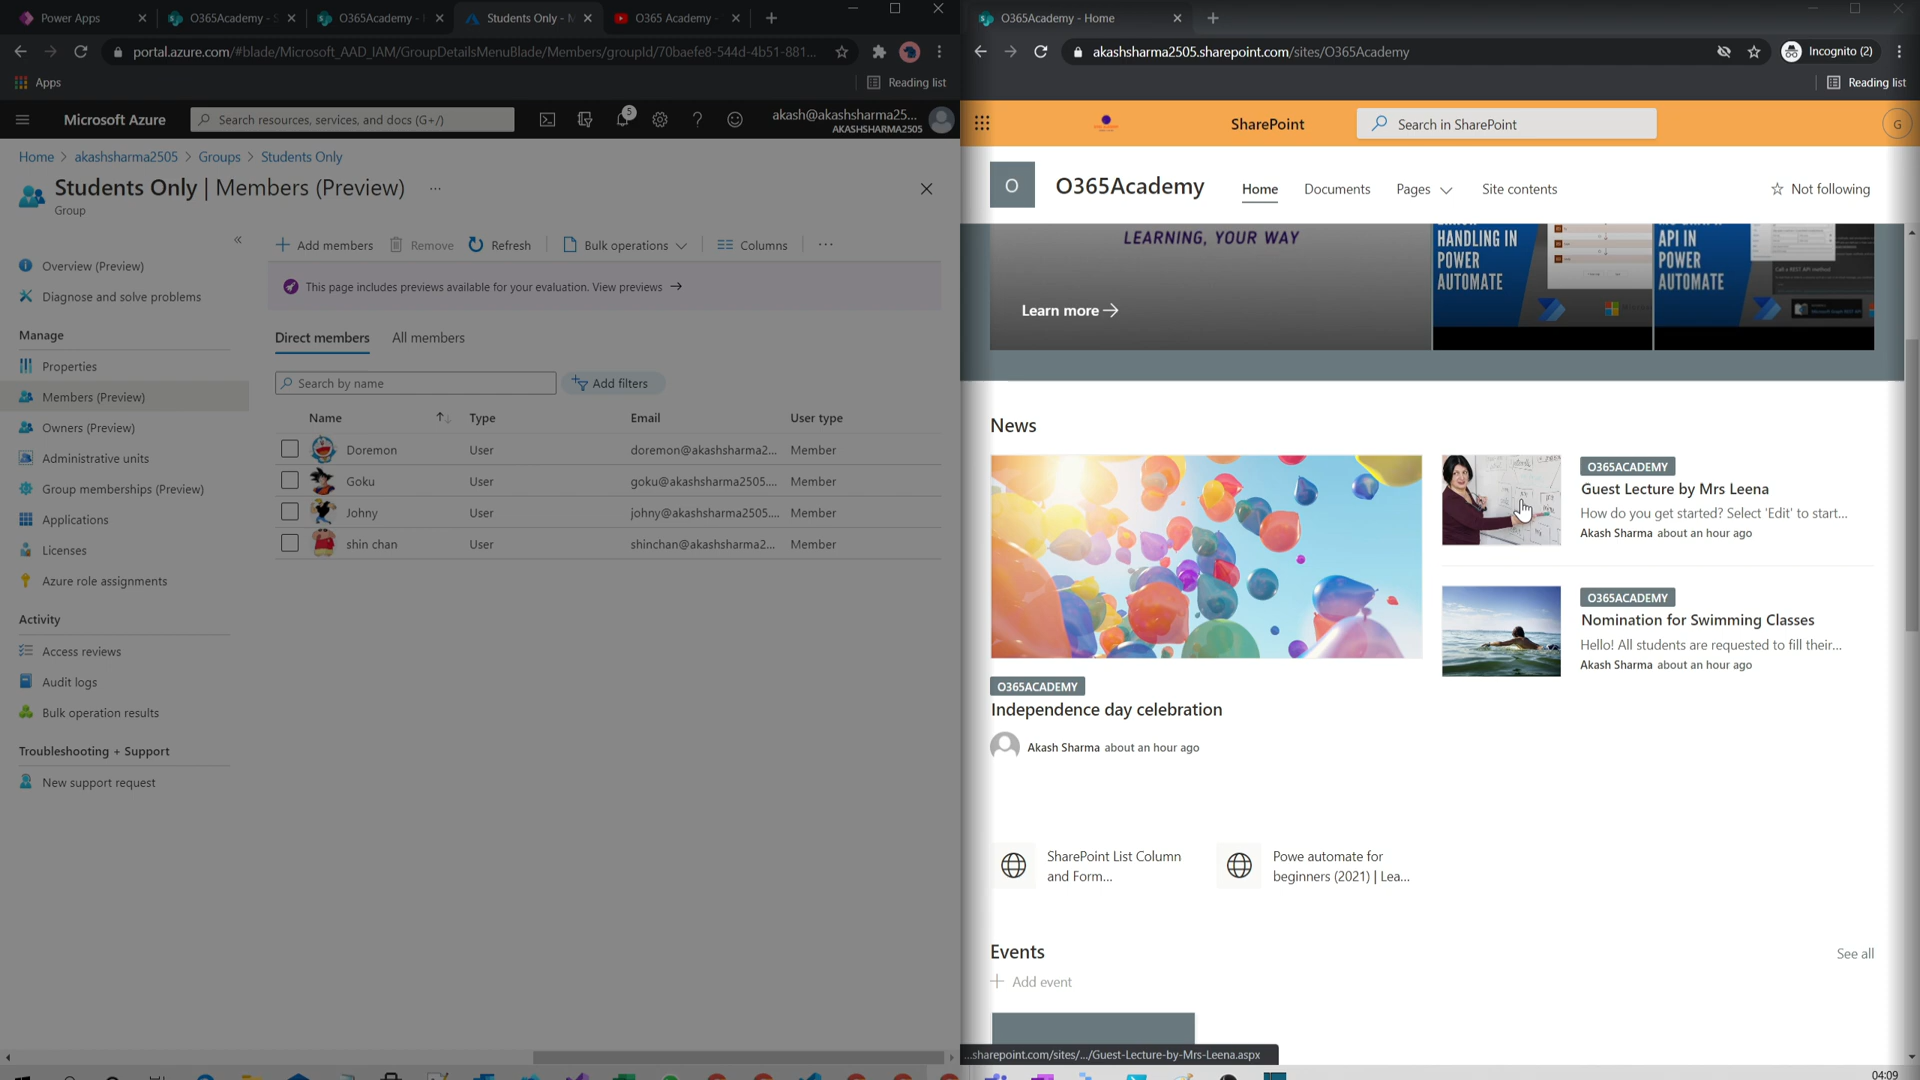 Power Apps
O365Academy - S
O365Academy -
Students Only - M
O365 Academy -
portal.azure.com/#blade/Microsoft_AAD_IAM/GroupDetailsMenuBlade/Members/groupId/70baefe8-544d-4b51-881...
Apps
Reading list
Microsoft Azure
Search resources, services, and docs (G+/)
5
akash@akashsharma25...
AKASHSHARMA2505
Home > akashsharma2505 > Groups > Students Only
Students Only | Members (Preview) ...
Group
«
Overview (Preview)
Diagnose and solve problems
Manage
Properties
Members (Preview)
Owners (Preview)
Administrative units
Group memberships (Preview)
Applications
Licenses
Azure role assignments
Activity
Access reviews
Audit logs
Bulk operation results
Troubleshooting + Support
New support request
Add members Remove Refresh Bulk operations Columns ...
This page includes previews available for your evaluation. View previews →
Direct members All members
Search by name Add filters
Name Type Email User type
Doremon User doremon@akashsharma2... Member
Goku User goku@akashsharma2505.... Member
Johny User johny@akashsharma2505.... Member
shin chan User shinchan@akashsharma2... Member
O365Academy - Home
akashsharma2505.sharepoint.com/sites/O365Academy
Incognito (2)
Reading list
SharePoint
Search in SharePoint
G
O
O365Academy
Home Documents Pages Site contents
Not following
LEARNING, YOUR WAY
Learn more →
HANDLING IN
POWER
AUTOMATE
API IN
POWER
AUTOMATE
News
O365ACADEMY
Independence day celebration
Akash Sharma about an hour ago
O365ACADEMY
Guest Lecture by Mrs Leena
How do you get started? Select 'Edit' to start...
Akash Sharma about an hour ago
O365ACADEMY
Nomination for Swimming Classes
Hello! All students are requested to fill their...
Akash Sharma about an hour ago
SharePoint List Column
and Form...
Powe automate for
beginners (2021) | Lea...
Events
See all
Add event
...sharepoint.com/sites/.../Guest-Lecture-by-Mrs-Leena.aspx
04:09